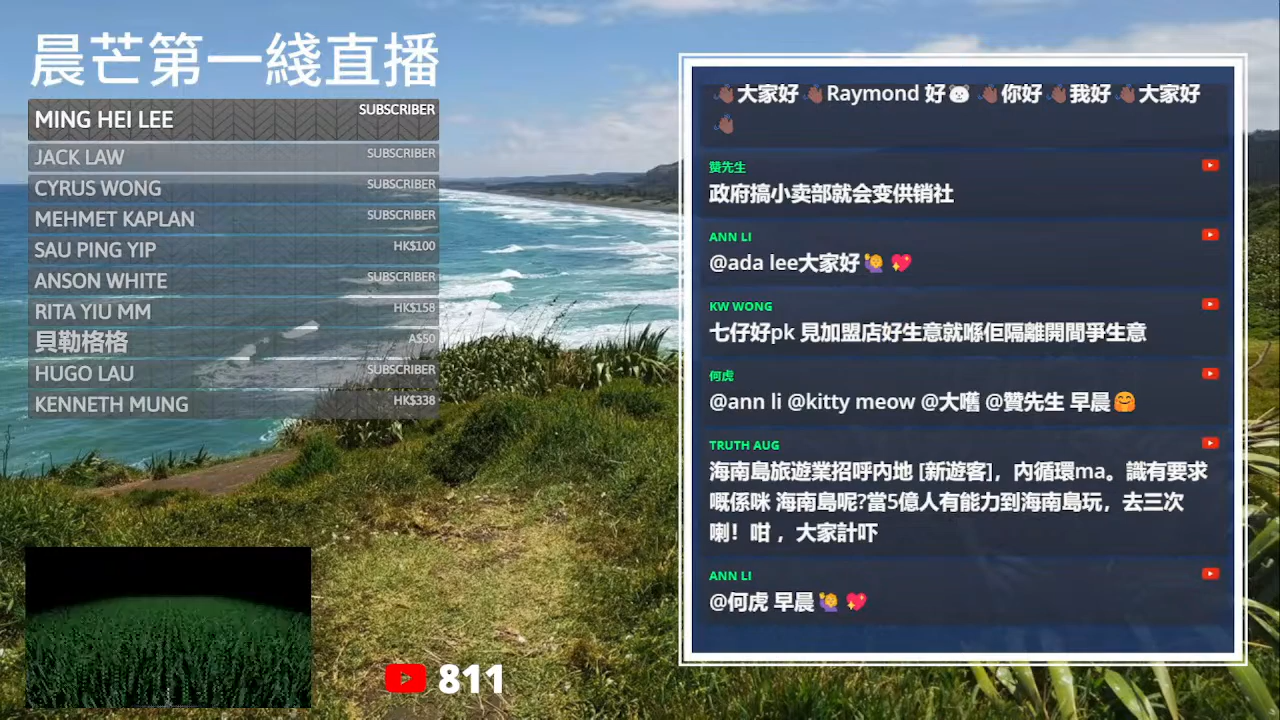 晨芒第一綫直播
MING HEI LEE SUBSCRIBER
JACK LAW SUBSCRIBER
CYRUS WONG SUBSCRIBER
MEHMET KAPLAN SUBSCRIBER
SAU PING YIP HK$100
ANSON WHITE SUBSCRIBER
RITA YIU MM HK$158
貝勒格格 A$50
HUGO LAU SUBSCRIBER
KENNETH MUNG HK$338
811
👋🏾大家好👋🏾Raymond 好🐻‍❄️ 👋🏾你好👋🏾我好👋🏾大家好
👋🏾
赞先生
政府搞小卖部就会变供销社
ANN LI
@ada lee大家好🙋 💖
KW WONG
七仔好pk 見加盟店好生意就喺佢隔離開間爭生意
何虎
@ann li @kitty meow @大嚿 @贊先生 早晨🤗
TRUTH AUG
海南島旅遊業招呼內地 [新遊客]，內循環ma。識有要求
嘅係咪 海南島呢?當5億人有能力到海南島玩，去三次
喇！咁 ，大家計吓
ANN LI
@何虎 早晨🙋 💖